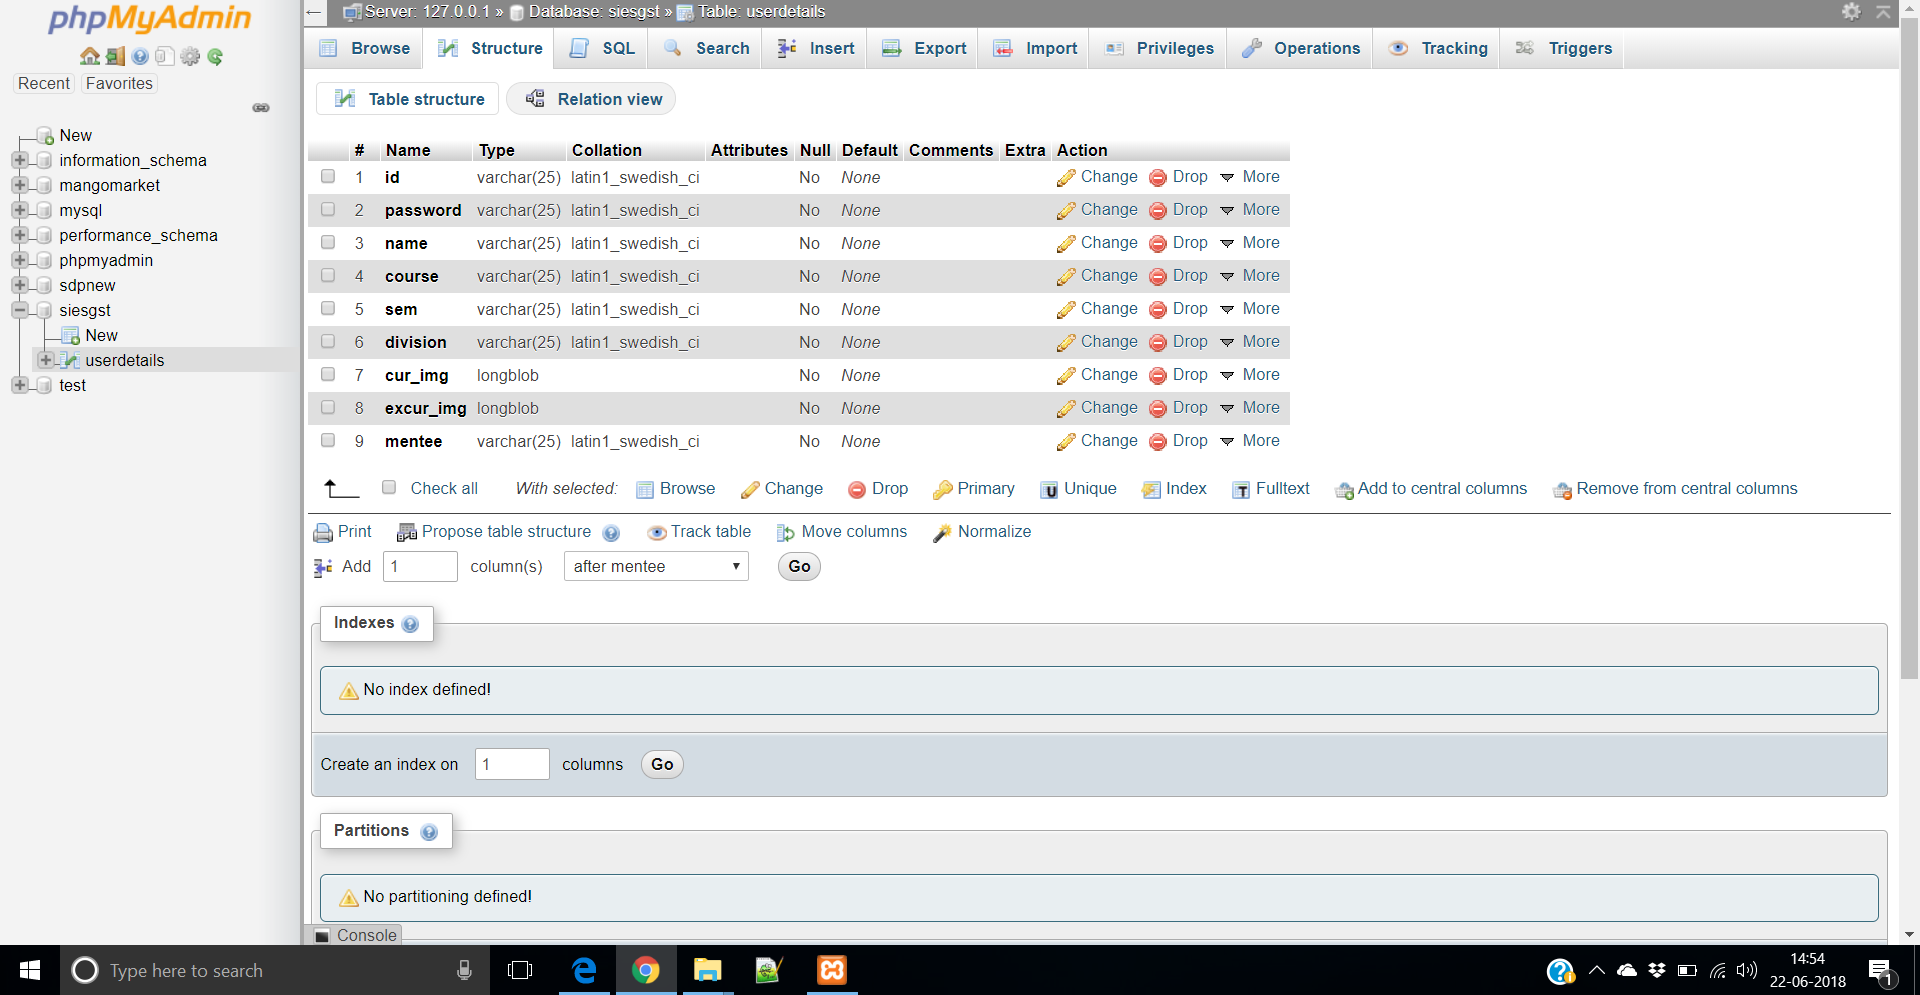 phpMyAdmin
Recent Favorites
New
information_schema
mangomarket
mysql
performance_schema
phpmyadmin
sdpnew
siesgst
New
userdetails
test
← Server: 127.0.0.1 » Database: siesgst » Table: userdetails
Browse Structure SQL Search Insert Export Import Privileges Operations Tracking Triggers
Table structure Relation view
# Name Type Collation Attributes Null Default Comments Extra Action
1 id varchar(25) latin1_swedish_ci No None Change Drop More
2 password varchar(25) latin1_swedish_ci No None Change Drop More
3 name varchar(25) latin1_swedish_ci No None Change Drop More
4 course varchar(25) latin1_swedish_ci No None Change Drop More
5 sem varchar(25) latin1_swedish_ci No None Change Drop More
6 division varchar(25) latin1_swedish_ci No None Change Drop More
7 cur_img longblob No None Change Drop More
8 excur_img longblob No None Change Drop More
9 mentee varchar(25) latin1_swedish_ci No None Change Drop More
Check all With selected: Browse Change Drop Primary Unique Index Fulltext Add to central columns Remove from central columns
Print Propose table structure Track table Move columns Normalize
Add 1 column(s) after mentee Go
Indexes
No index defined!
Create an index on 1 columns Go
Partitions
No partitioning defined!
Console
Type here to search
14:54
22-06-2018
1